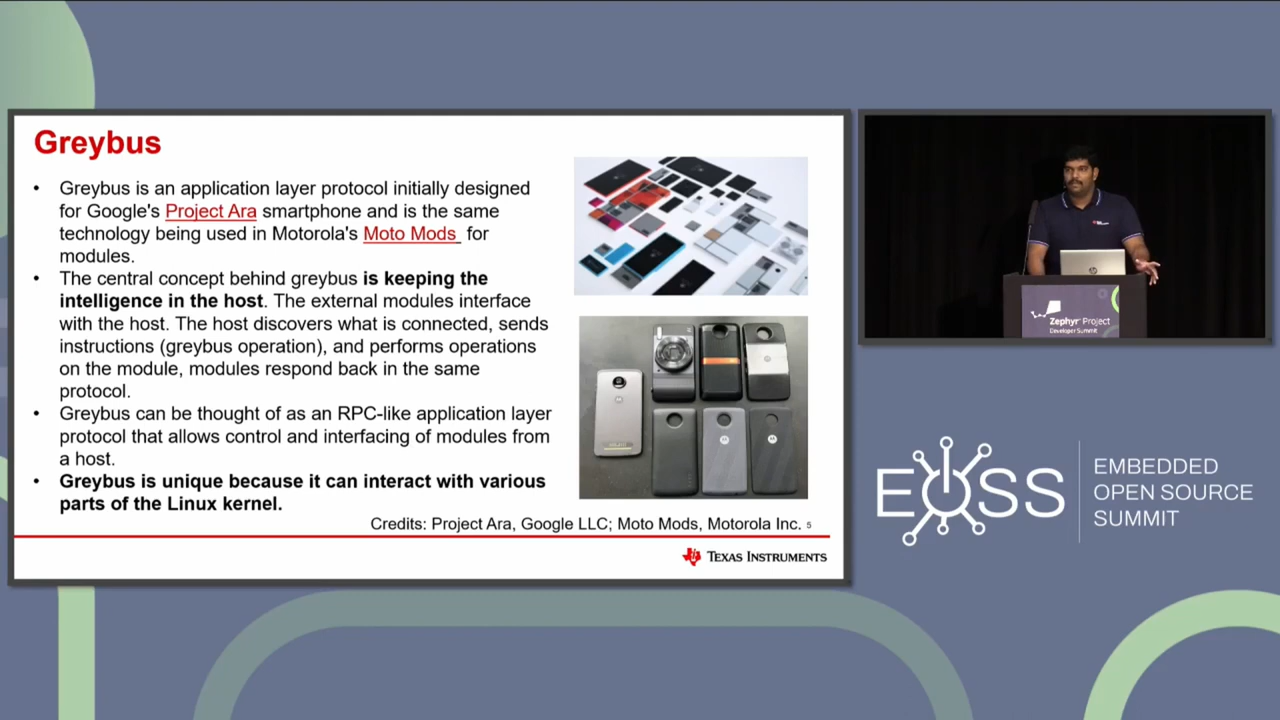 Greybus
• Greybus is an application layer protocol initially designed
for Google's Project Ara smartphone and is the same
technology being used in Motorola's Moto Mods for
modules.
• The central concept behind greybus is keeping the
intelligence in the host. The external modules interface
with the host. The host discovers what is connected, sends
instructions (greybus operation), and performs operations
on the module, modules respond back in the same
protocol.
• Greybus can be thought of as an RPC-like application layer
protocol that allows control and interfacing of modules from
a host.
• Greybus is unique because it can interact with various
parts of the Linux kernel.
Credits: Project Ara, Google LLC; Moto Mods, Motorola Inc. 5
TEXAS INSTRUMENTS
hp
Zephyr Project
Developer Summit
EOSS
EMBEDDED
OPEN SOURCE
SUMMIT